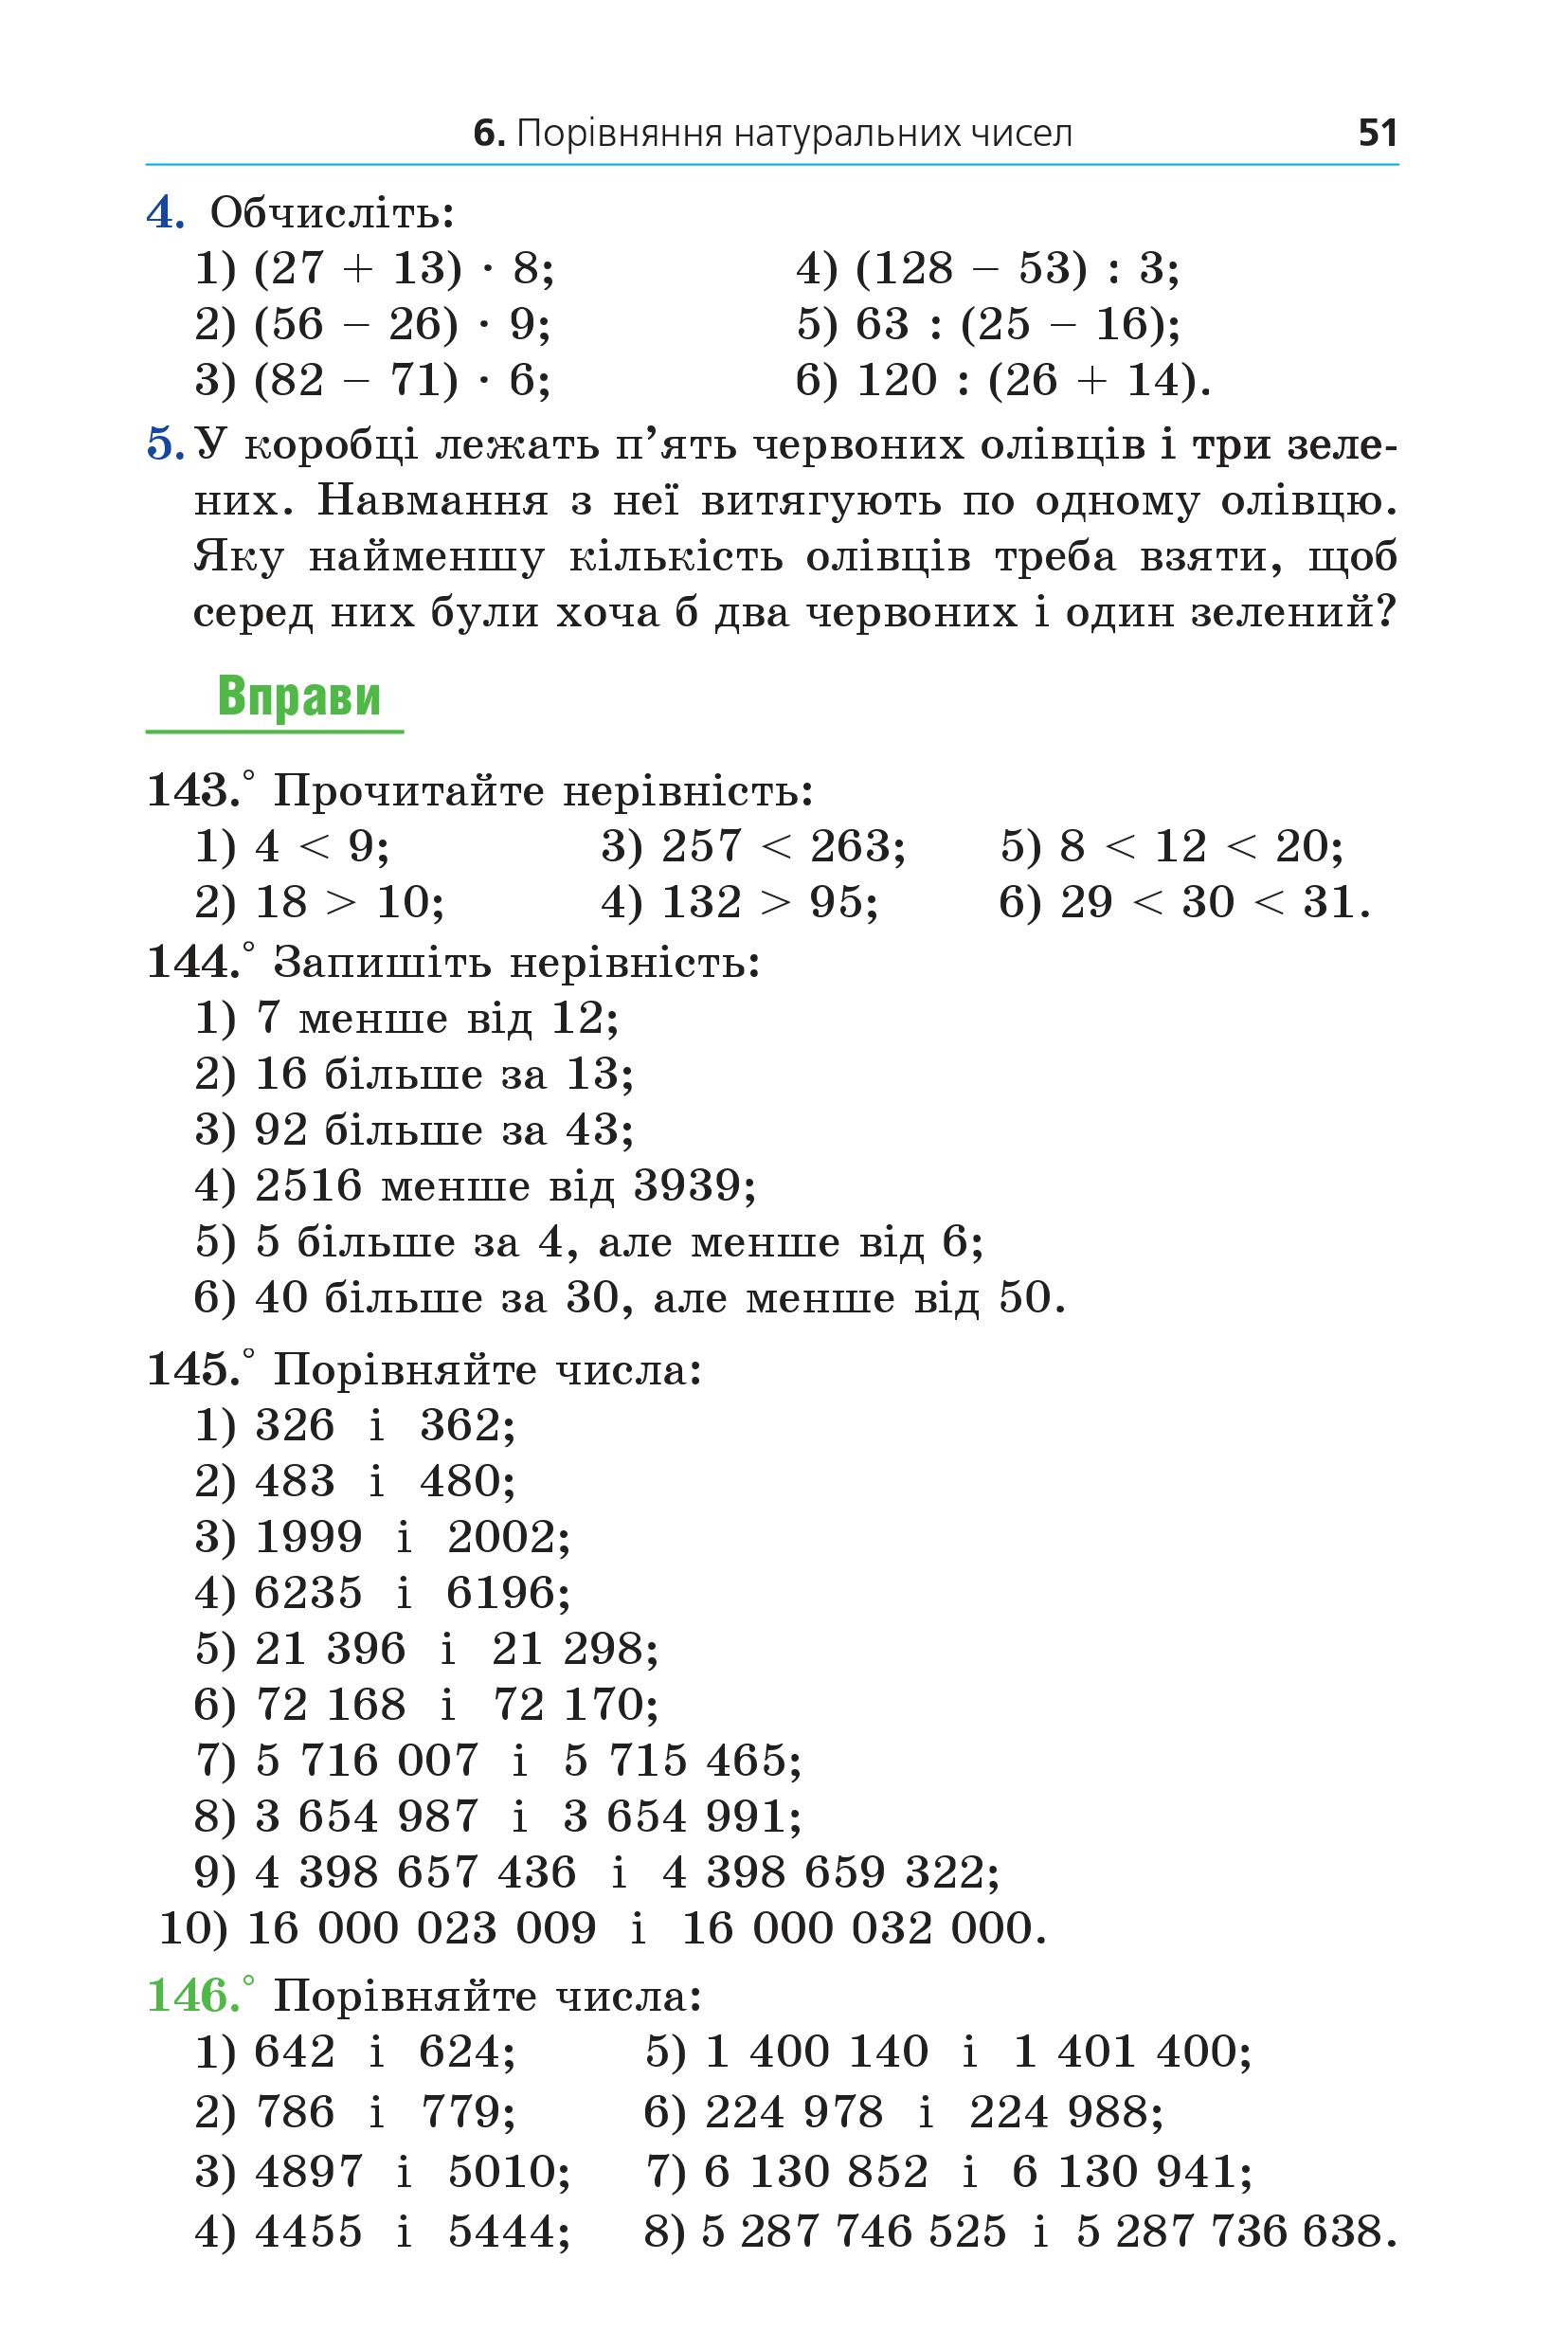 6. Порівняння натуральних чисел 51
4. Обчисліть:
1) (27 + 13) · 8; 4) (128 – 53) : 3;
2) (56 – 26) · 9; 5) 63 : (25 – 16);
3) (82 – 71) · 6; 6) 120 : (26 + 14).
5. У коробці лежать п’ять червоних олівців і три зеле-
них. Навмання з неї витягують по одному олівцю.
Яку найменшу кількість олівців треба взяти, щоб
серед них були хоча б два червоних і один зелений?
Вправи
143.° Прочитайте нерівність:
1) 4 < 9; 3) 257 < 263; 5) 8 < 12 < 20;
2) 18 > 10; 4) 132 > 95; 6) 29 < 30 < 31.
144.° Запишіть нерівність:
1) 7 менше від 12;
2) 16 більше за 13;
3) 92 більше за 43;
4) 2516 менше від 3939;
5) 5 більше за 4, але менше від 6;
6) 40 більше за 30, але менше від 50.
145.° Порівняйте числа:
1) 326 і 362;
2) 483 і 480;
3) 1999 і 2002;
4) 6235 і 6196;
5) 21 396 і 21 298;
6) 72 168 і 72 170;
7) 5 716 007 і 5 715 465;
8) 3 654 987 і 3 654 991;
9) 4 398 657 436 і 4 398 659 322;
10) 16 000 023 009 і 16 000 032 000.
146.° Порівняйте числа:
1) 642 і 624; 5) 1 400 140 і 1 401 400;
2) 786 і 779; 6) 224 978 і 224 988;
3) 4897 і 5010; 7) 6 130 852 і 6 130 941;
4) 4455 і 5444; 8) 5 287 746 525 і 5 287 736 638.